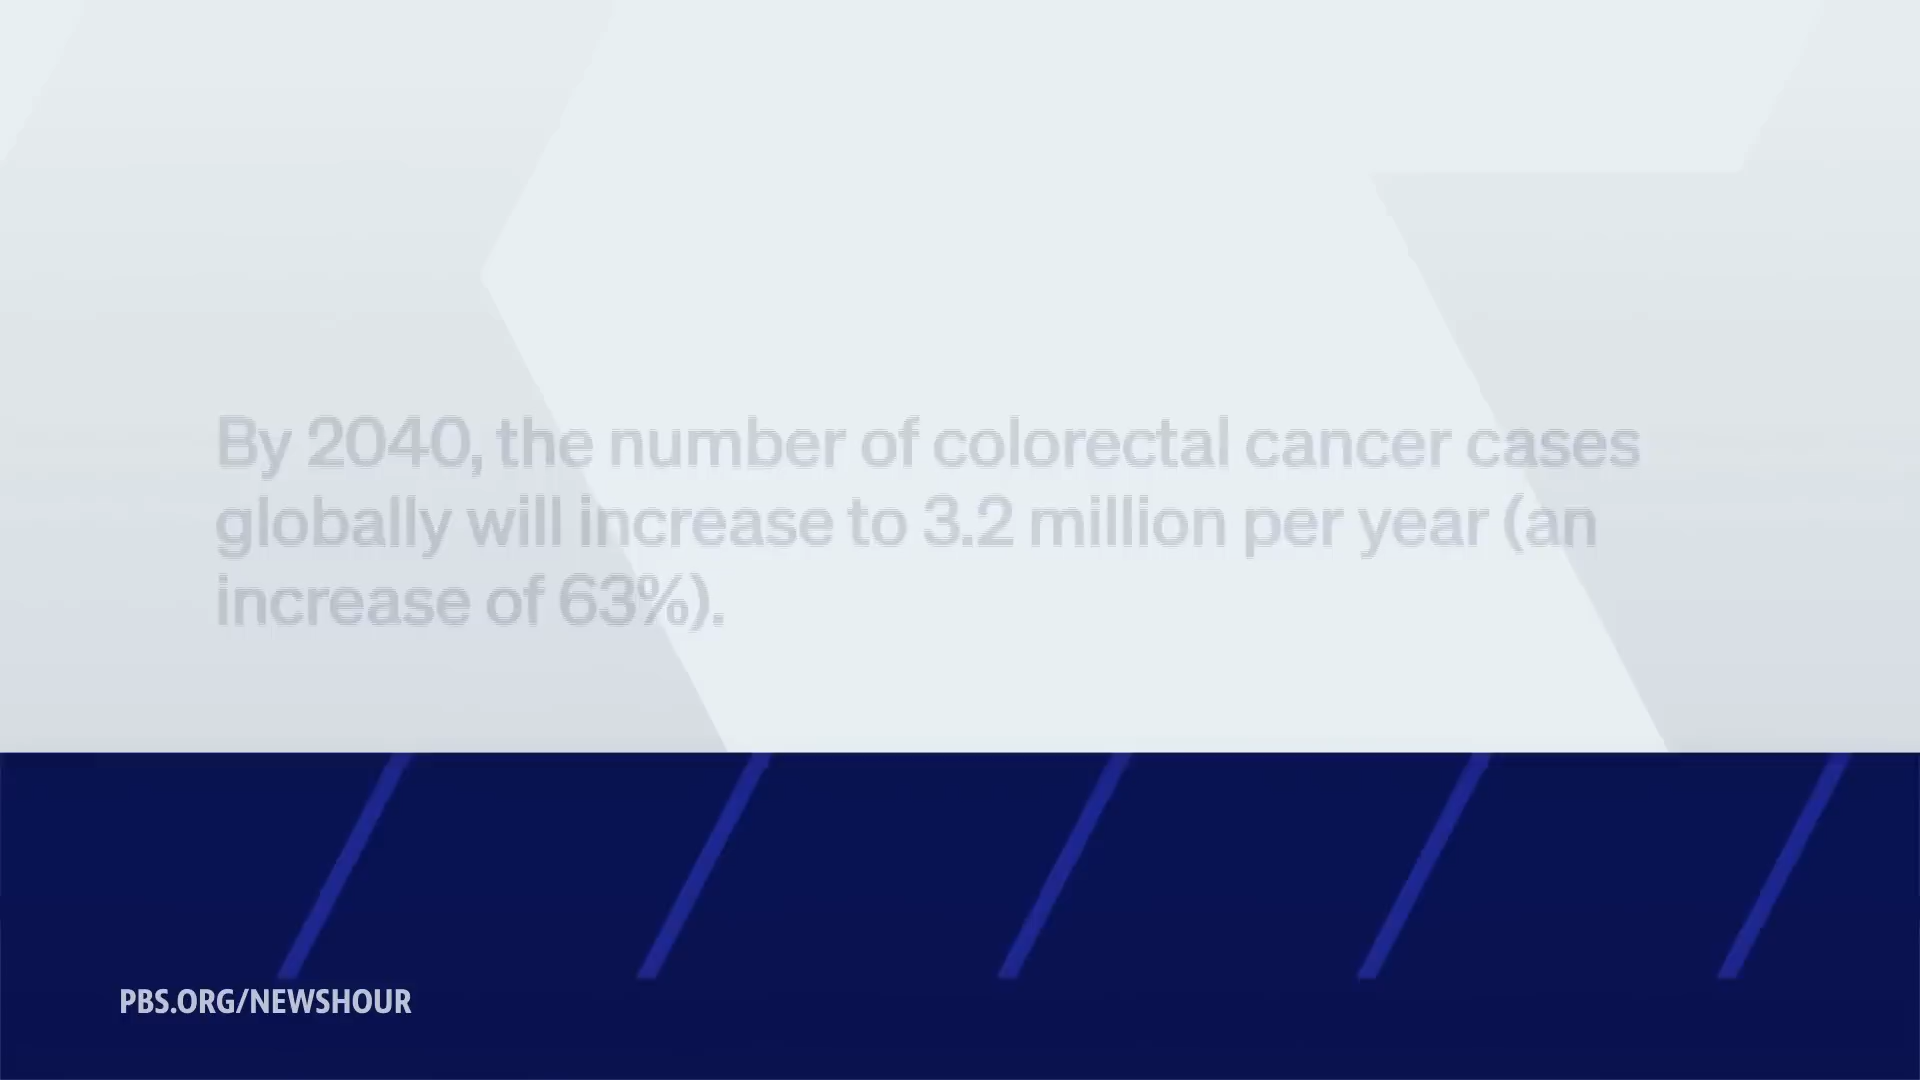 By 2040, the number of colorectal cancer cases
globally will increase to 3.2 million per year (an
increase of 63%).
PBS.ORG/NEWSHOUR